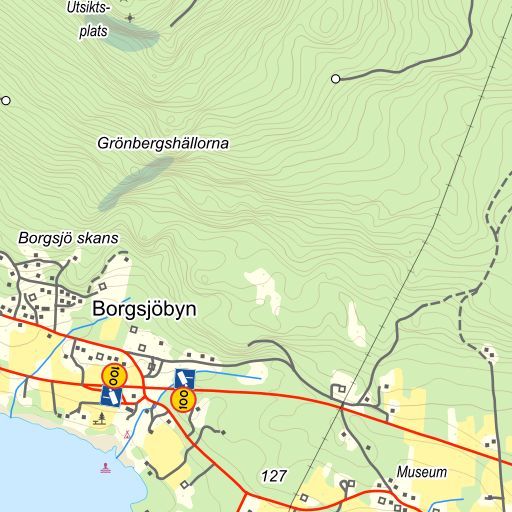 Utsikts-
plats
Grönbergshällorna
Borgsjö skans
Borgsjöbyn
100
100
127
Museum